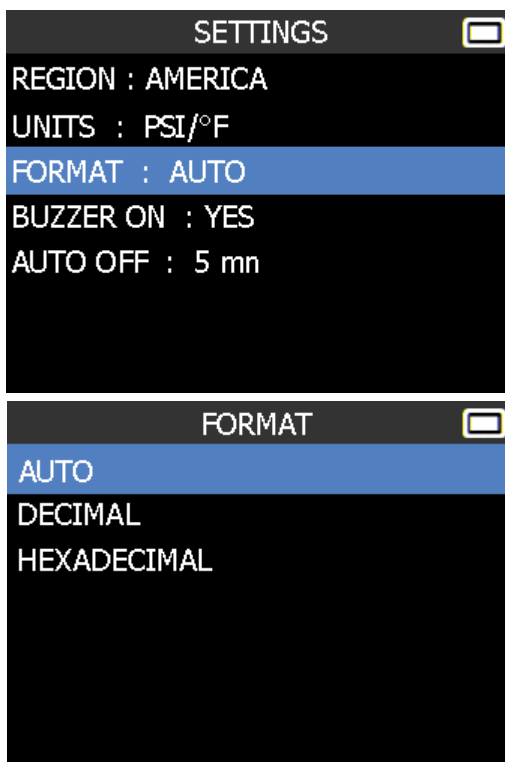 SETTINGS
REGION : AMERICA
UNITS : PSI/°F
FORMAT : AUTO
BUZZER ON : YES
AUTO OFF : 5 mn
FORMAT
AUTO
DECIMAL
HEXADECIMAL